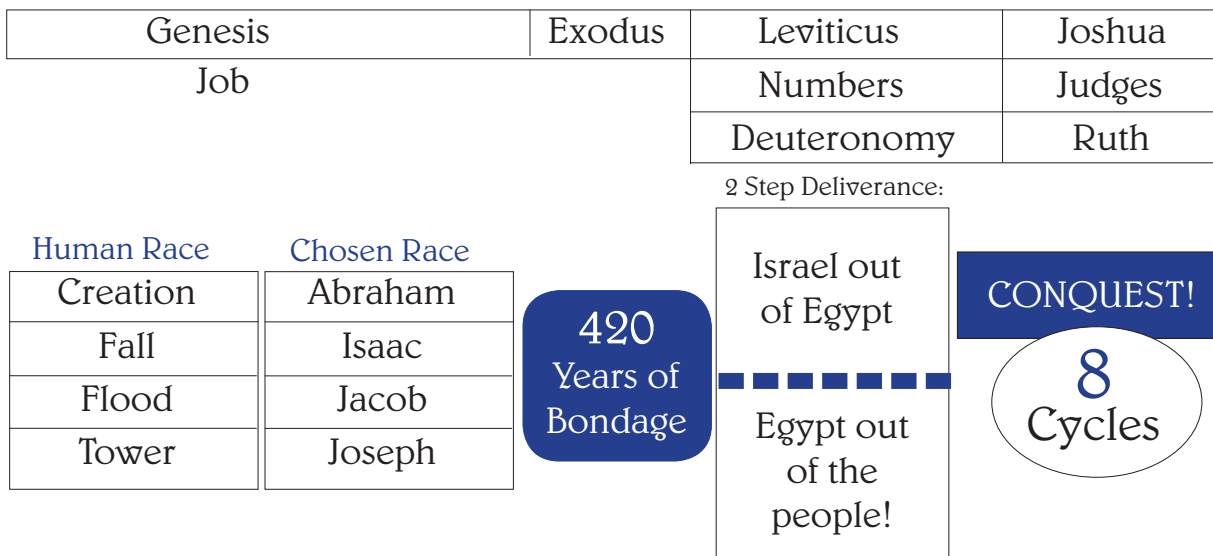 Genesis Exodus Leviticus Joshua
Job Numbers Judges
Deuteronomy Ruth
2 Step Deliverance:
Human Race Chosen Race
Creation Abraham
Fall Isaac
Flood Jacob
Tower Joseph
420
Years of
Bondage
Israel out
of Egypt
Egypt out
of the
people!
CONQUEST!
8
Cycles